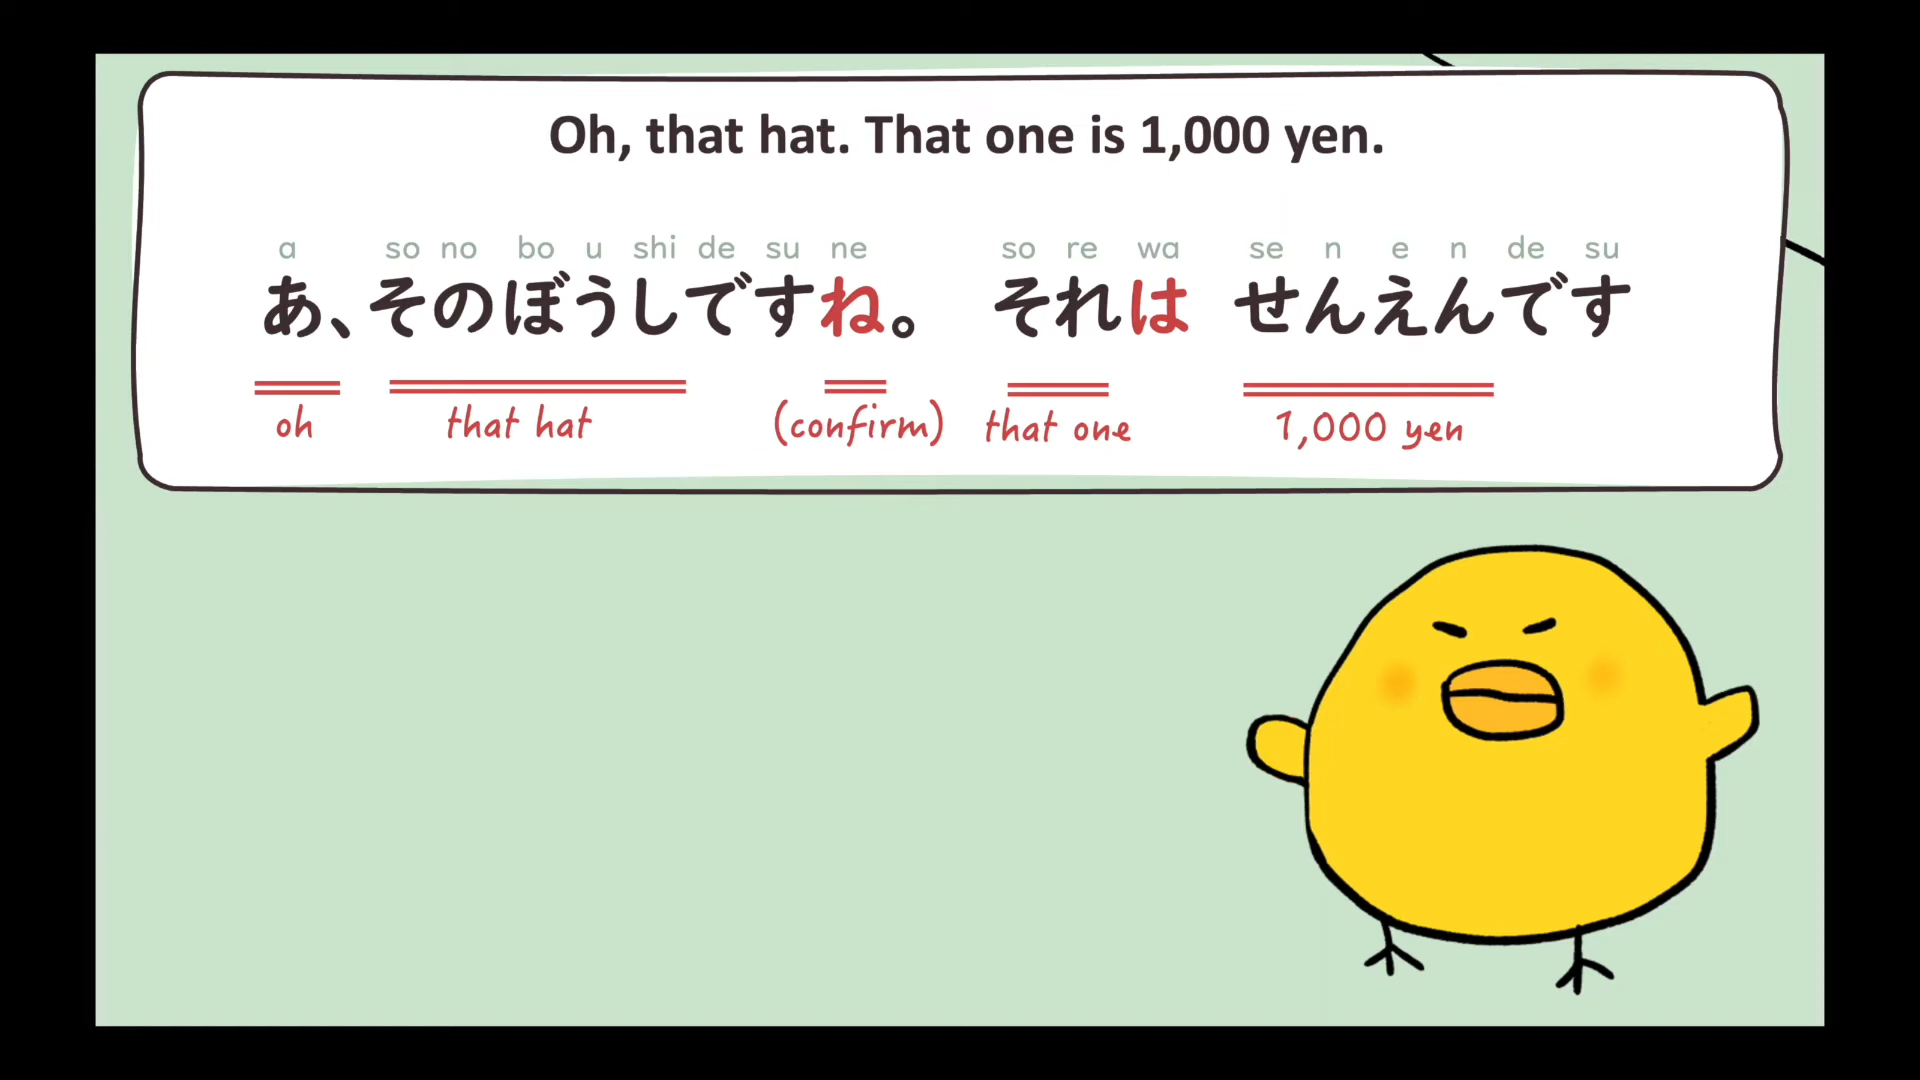 Oh, that hat. That one is 1,000 yen.
a so no bo u shi de su ne so re wa se n e n de su
あ、そのぼうしですね。 それは せんえんです
oh that hat (confirm) that one 1,000 yen